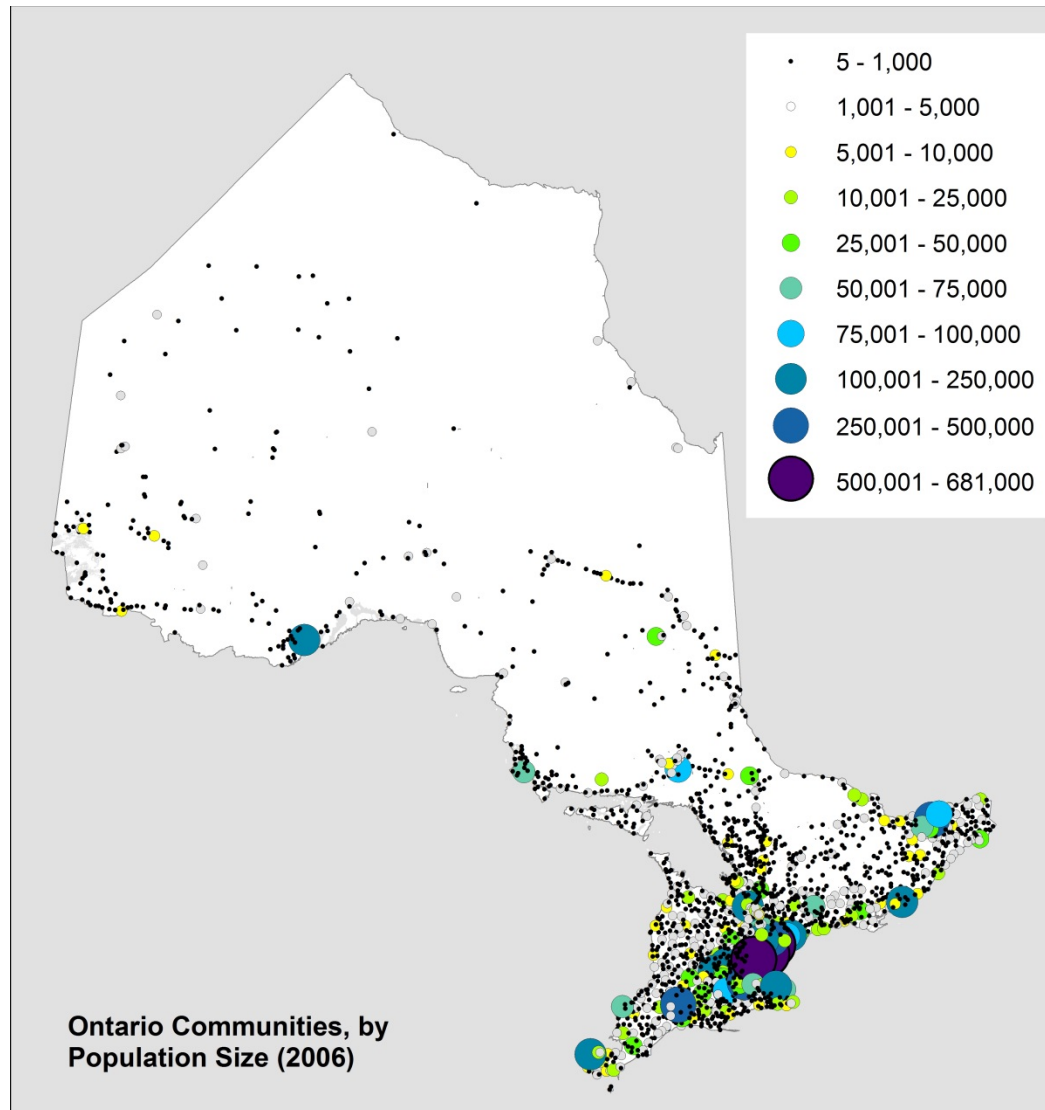 5 - 1,000
1,001 - 5,000
5,001 - 10,000
10,001 - 25,000
25,001 - 50,000
50,001 - 75,000
75,001 - 100,000
100,001 - 250,000
250,001 - 500,000
500,001 - 681,000
Ontario Communities, by
Population Size (2006)